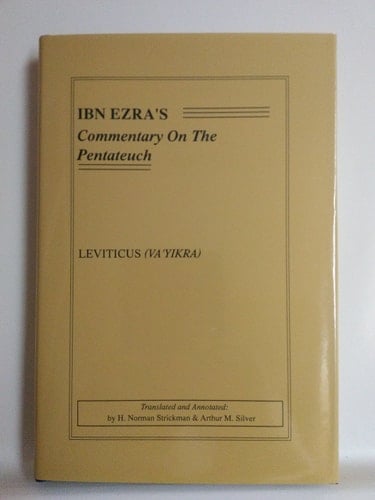 IBN EZRA'S
Commentary On The
Pentateuch
LEVITICUS (VA'YIKRA)
Translated and Annotated:
by H. Norman Strickman & Arthur M. Silver